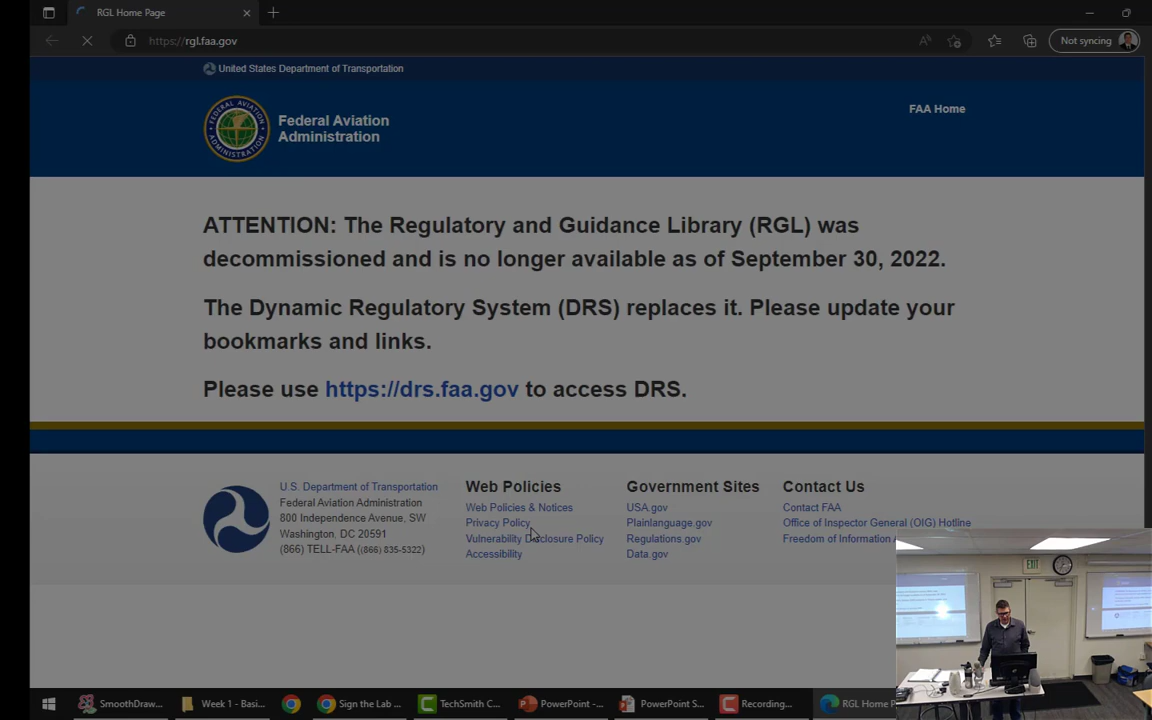 RGL Home Page
https://rgl.faa.gov
Not syncing
United States Department of Transportation
Federal Aviation
Administration
FAA Home
ATTENTION: The Regulatory and Guidance Library (RGL) was
decommissioned and is no longer available as of September 30, 2022.
The Dynamic Regulatory System (DRS) replaces it. Please update your
bookmarks and links.
Please use https://drs.faa.gov to access DRS.
U.S. Department of Transportation
Federal Aviation Administration
800 Independence Avenue, SW
Washington, DC 20591
(866) TELL-FAA ((866) 835-5322)
Web Policies
Web Policies & Notices
Privacy Policy
Vulnerability Disclosure Policy
Accessibility
Government Sites
USA.gov
Plainlanguage.gov
Regulations.gov
Data.gov
Contact Us
Contact FAA
Office of Inspector General (OIG) Hotline
Freedom of Information A
EXIT
SmoothDraw...
Week 1 - Basi...
Sign the Lab ...
TechSmith C...
PowerPoint -...
PowerPoint S...
Recording...
RGL Home P